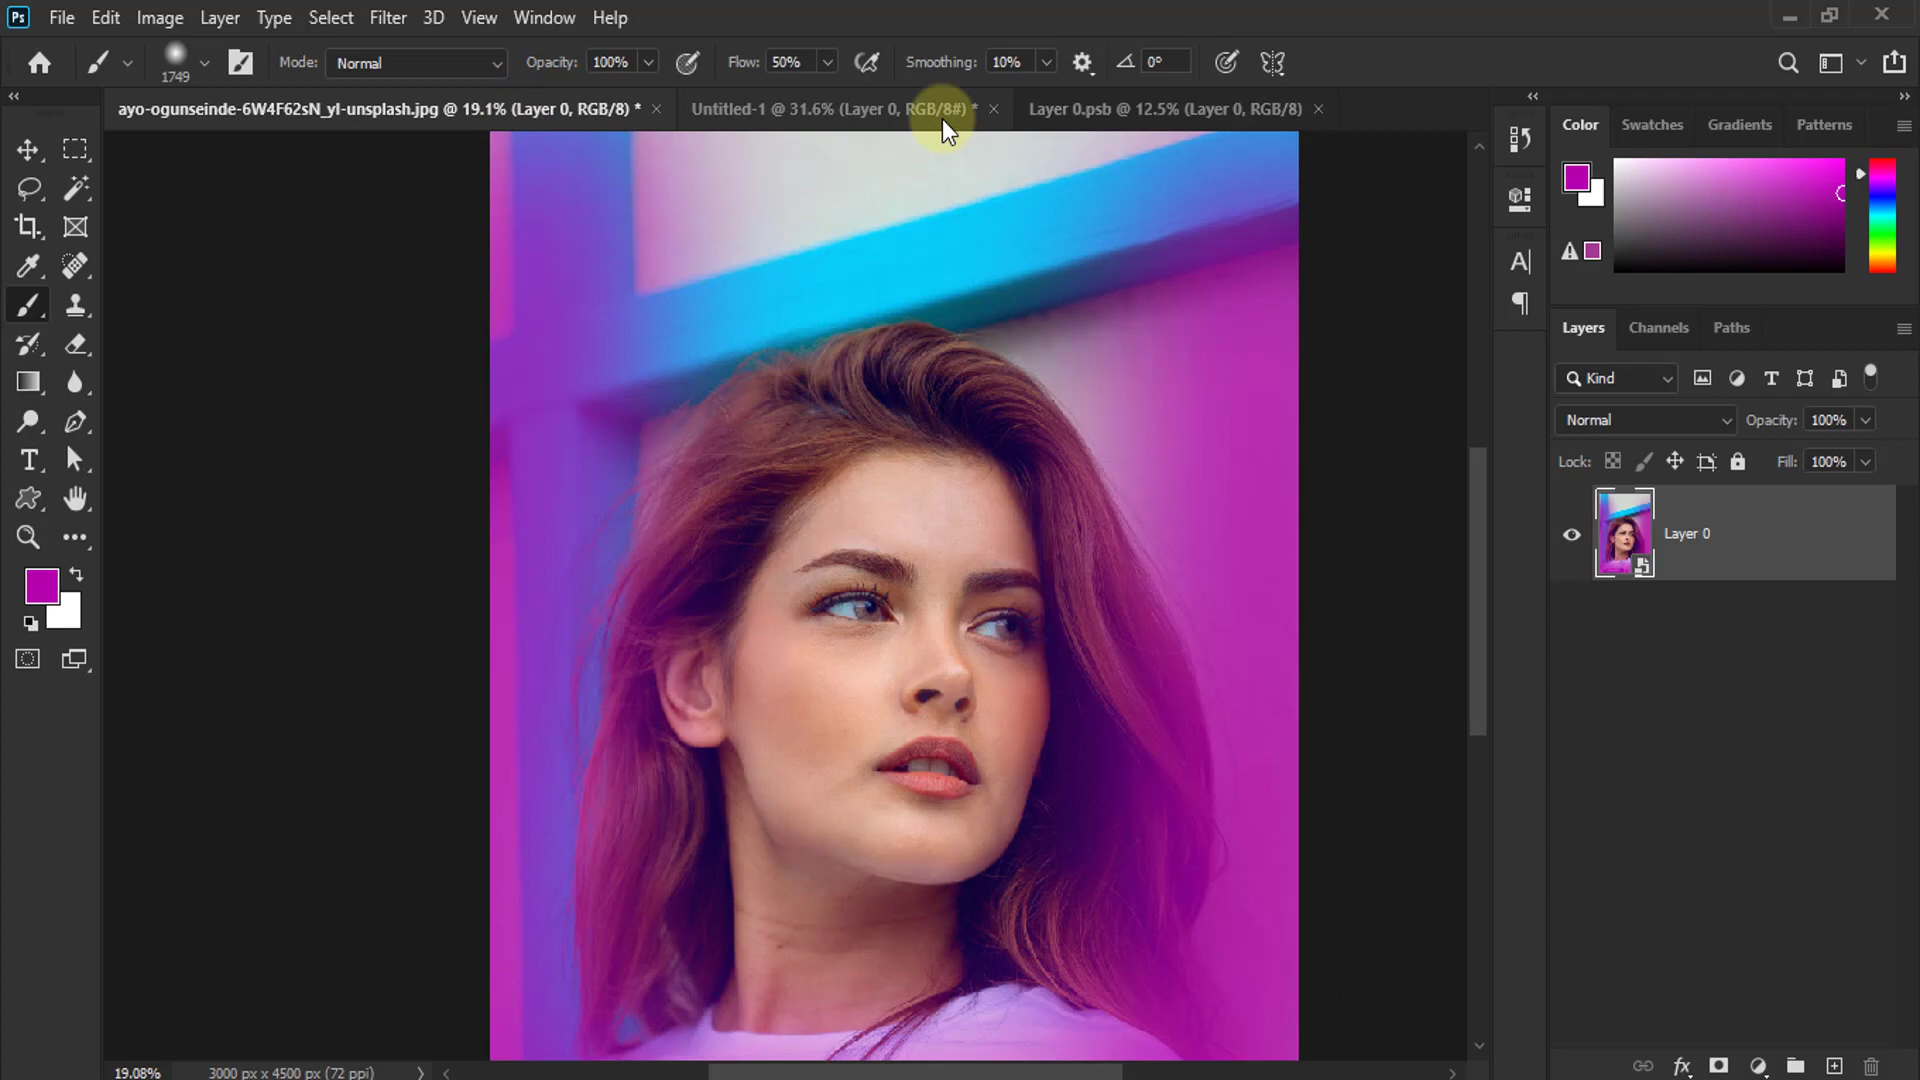 Ps File Edit Image Layer Type Select Filter 3D View Window Help
1749 Mode: Normal Opacity: 100% Flow: 50% Smoothing: 10% 0°
ayo-ogunseinde-6W4F62sN_yI-unsplash.jpg @ 19.1% (Layer 0, RGB/8) * Untitled-1 @ 31.6% (Layer 0, RGB/8#) * Layer 0.psb @ 12.5% (Layer 0, RGB/8)
Color Swatches Gradients Patterns
Layers Channels Paths
Kind
Normal Opacity: 100%
Lock: Fill: 100%
Layer 0
19.08% 3000 px x 4500 px (72 ppi)